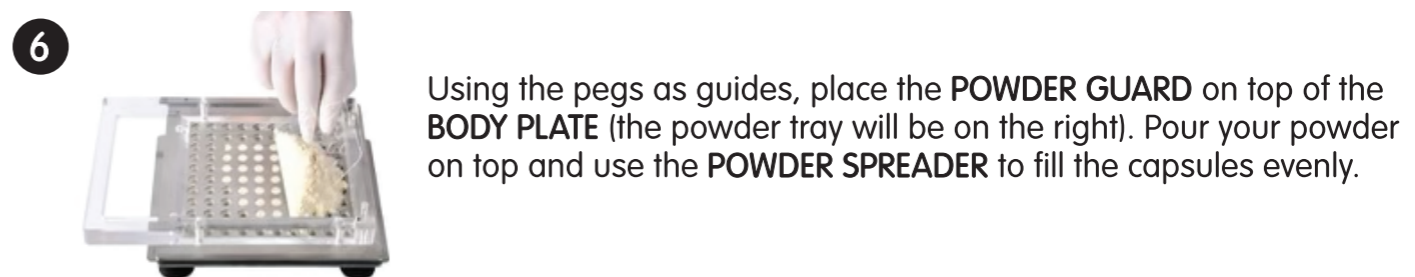 6
Using the pegs as guides, place the POWDER GUARD on top of the
BODY PLATE (the powder tray will be on the right). Pour your powder
on top and use the POWDER SPREADER to fill the capsules evenly.